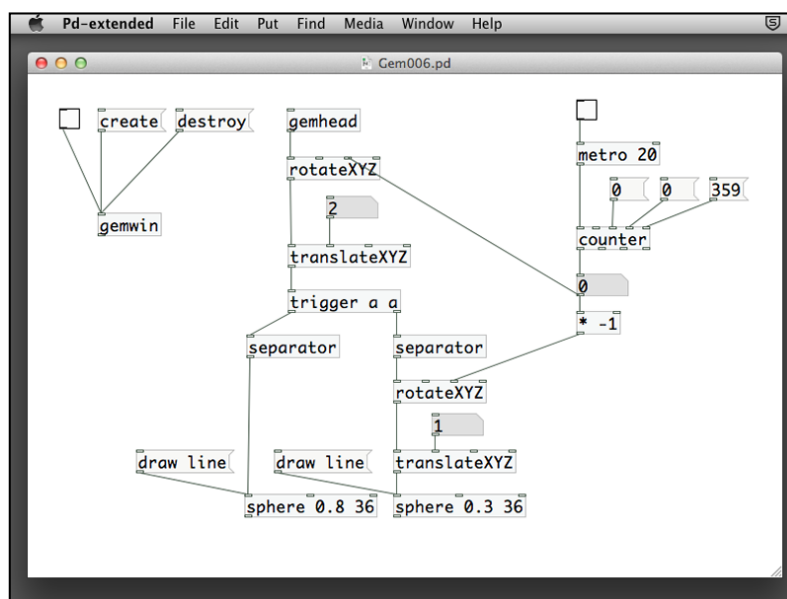 Pd-extended File Edit Put Find Media Window Help
Gem006.pd
create destroy gemhead
rotateXYZ metro 20
0 0 359
2
gemwin counter
translateXYZ
0
trigger a a
* -1
separator separator
rotateXYZ
1
draw line draw line translateXYZ
sphere 0.8 36 sphere 0.3 36